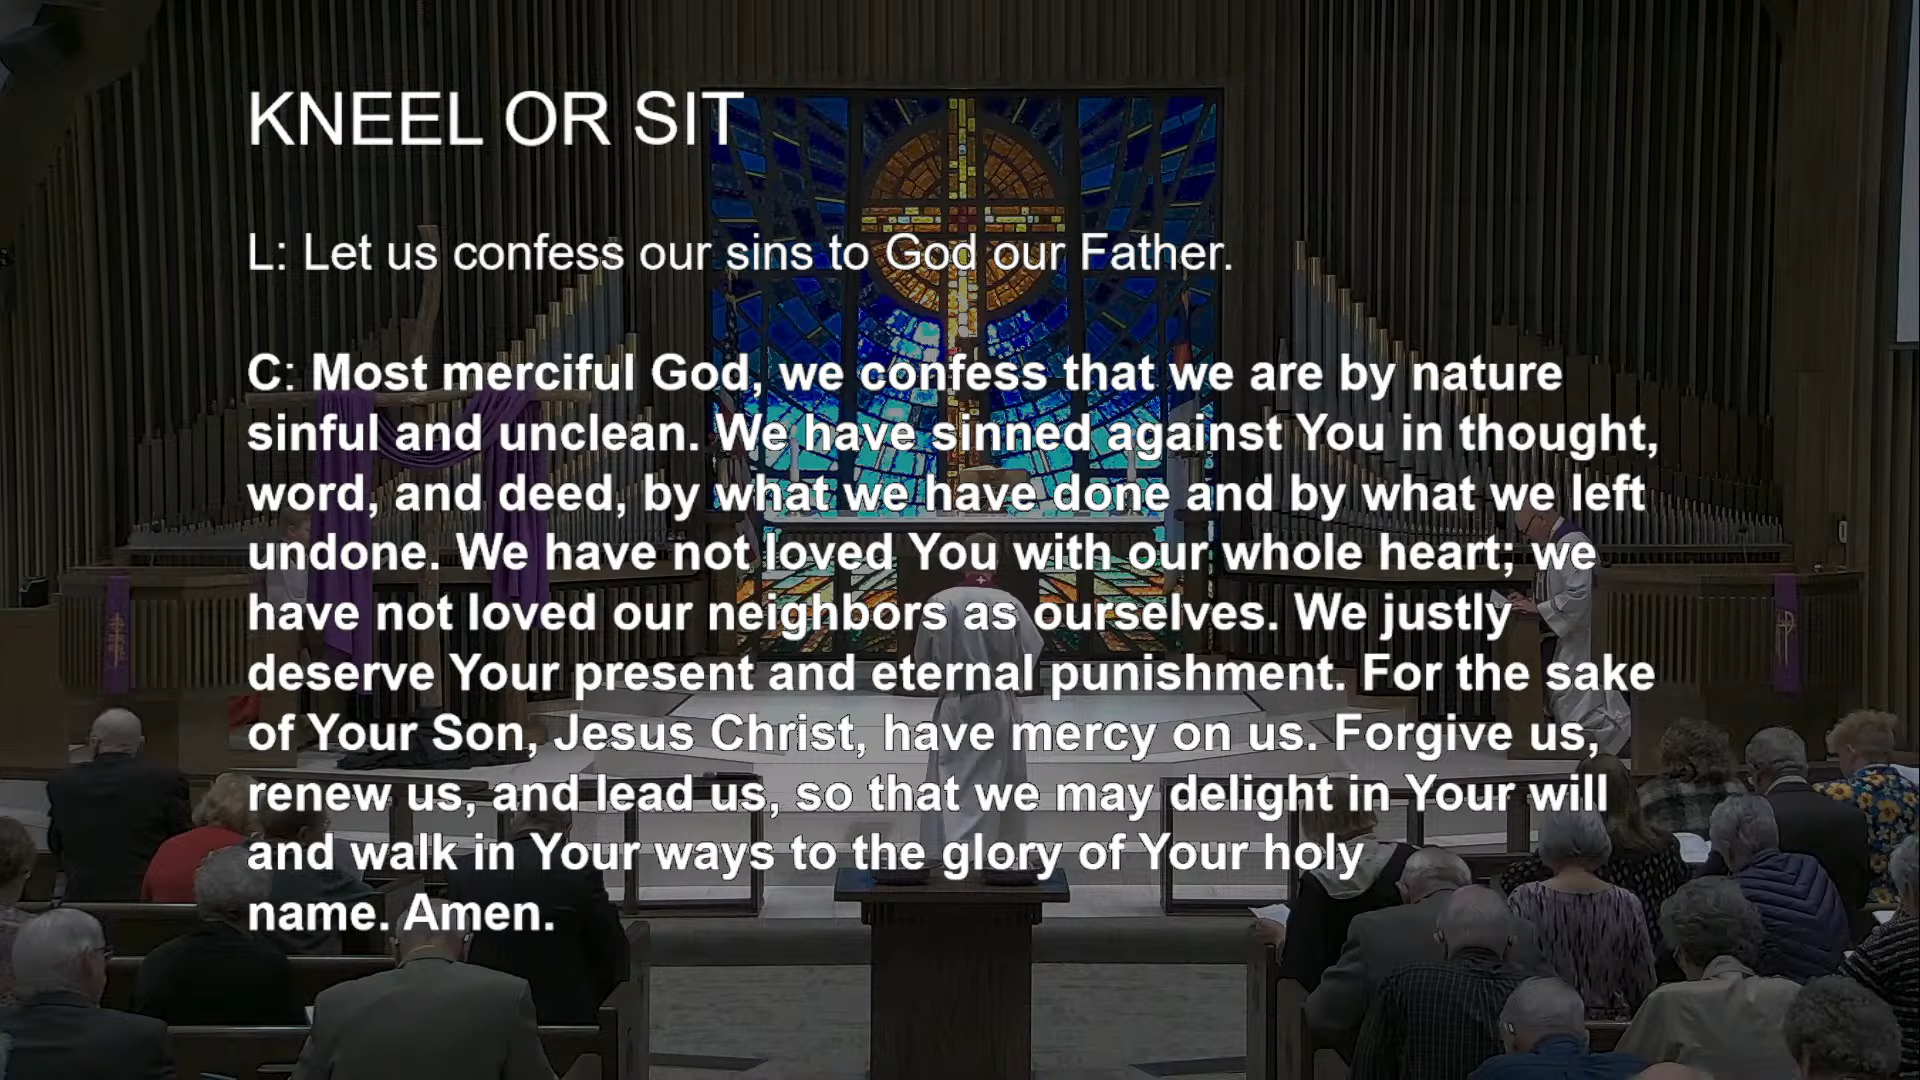 KNEEL OR SIT
L: Let us confess our sins to God our Father.
C: Most merciful God, we confess that we are by nature
sinful and unclean. We have sinned against You in thought,
word, and deed, by what we have done and by what we left
undone. We have not loved You with our whole heart; we
have not loved our neighbors as ourselves. We justly
deserve Your present and eternal punishment. For the sake
of Your Son, Jesus Christ, have mercy on us. Forgive us,
renew us, and lead us, so that we may delight in Your will
and walk in Your ways to the glory of Your holy
name. Amen.